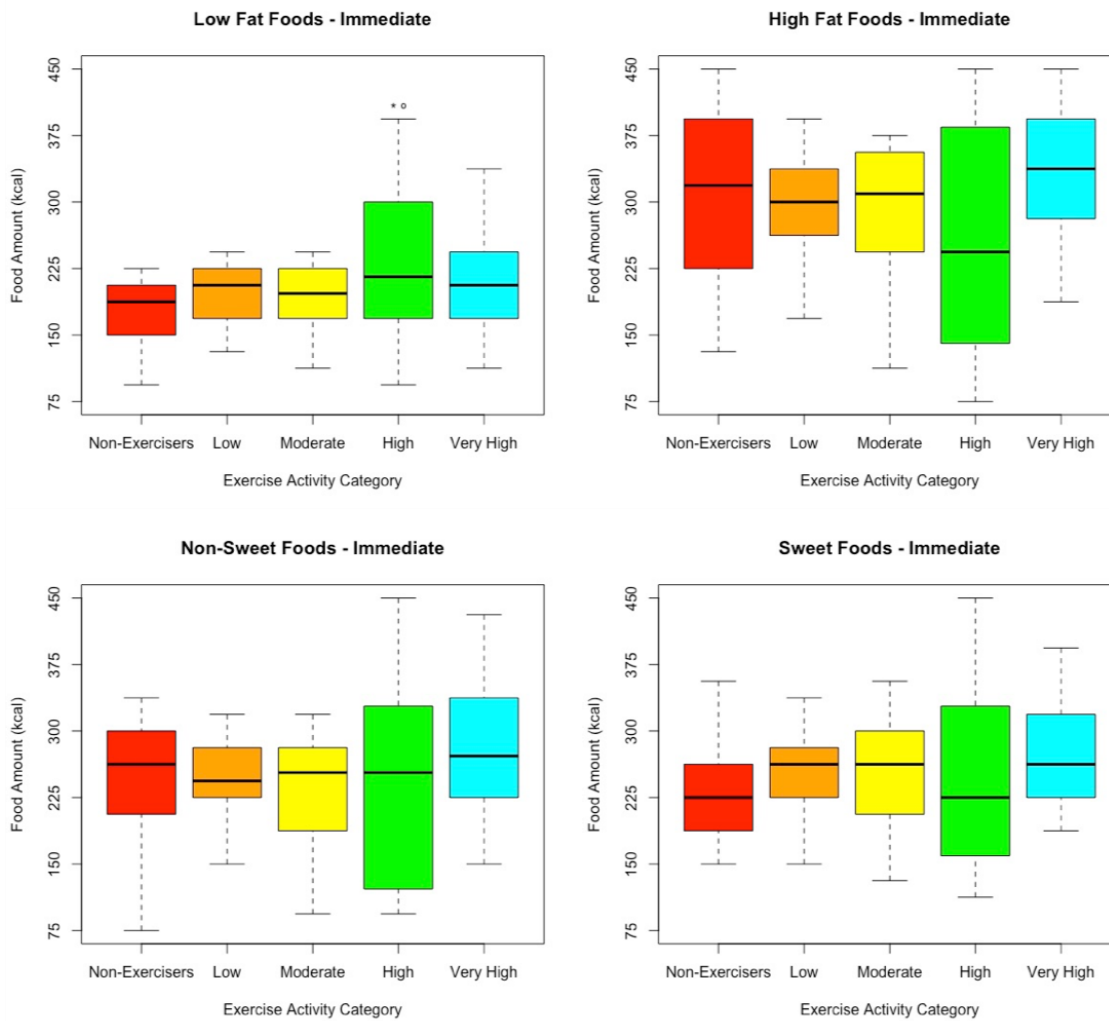 Low Fat Foods - Immediate
Food Amount (kcal)
450
375
300
225
150
75
* o
Non-Exercisers Low Moderate High Very High
Exercise Activity Category
High Fat Foods - Immediate
Food Amount (kcal)
450
375
300
225
150
75
Non-Exercisers Low Moderate High Very High
Exercise Activity Category
Non-Sweet Foods - Immediate
Food Amount (kcal)
450
375
300
225
150
75
Non-Exercisers Low Moderate High Very High
Exercise Activity Category
Sweet Foods - Immediate
Food Amount (kcal)
450
375
300
225
150
75
Non-Exercisers Low Moderate High Very High
Exercise Activity Category